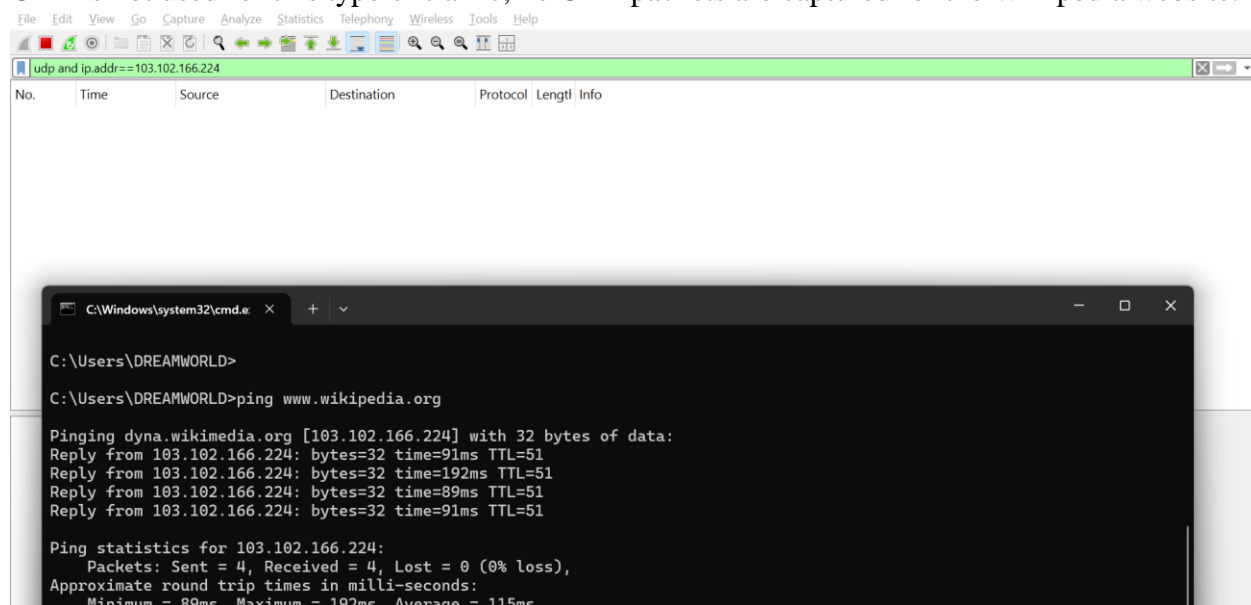 File Edit View Go Capture Analyze Statistics Telephony Wireless Tools Help
udp and ip.addr==103.102.166.224
No. Time Source Destination Protocol Lengtl Info
C:\Windows\system32\cmd.e:
C:\Users\DREAMWORLD>
C:\Users\DREAMWORLD>ping www.wikipedia.org
Pinging dyna.wikimedia.org [103.102.166.224] with 32 bytes of data:
Reply from 103.102.166.224: bytes=32 time=91ms TTL=51
Reply from 103.102.166.224: bytes=32 time=192ms TTL=51
Reply from 103.102.166.224: bytes=32 time=89ms TTL=51
Reply from 103.102.166.224: bytes=32 time=91ms TTL=51
Ping statistics for 103.102.166.224:
Packets: Sent = 4, Received = 4, Lost = 0 (0% loss),
Approximate round trip times in milli-seconds:
Minimum = 89ms, Maximum = 192ms, Average = 115ms